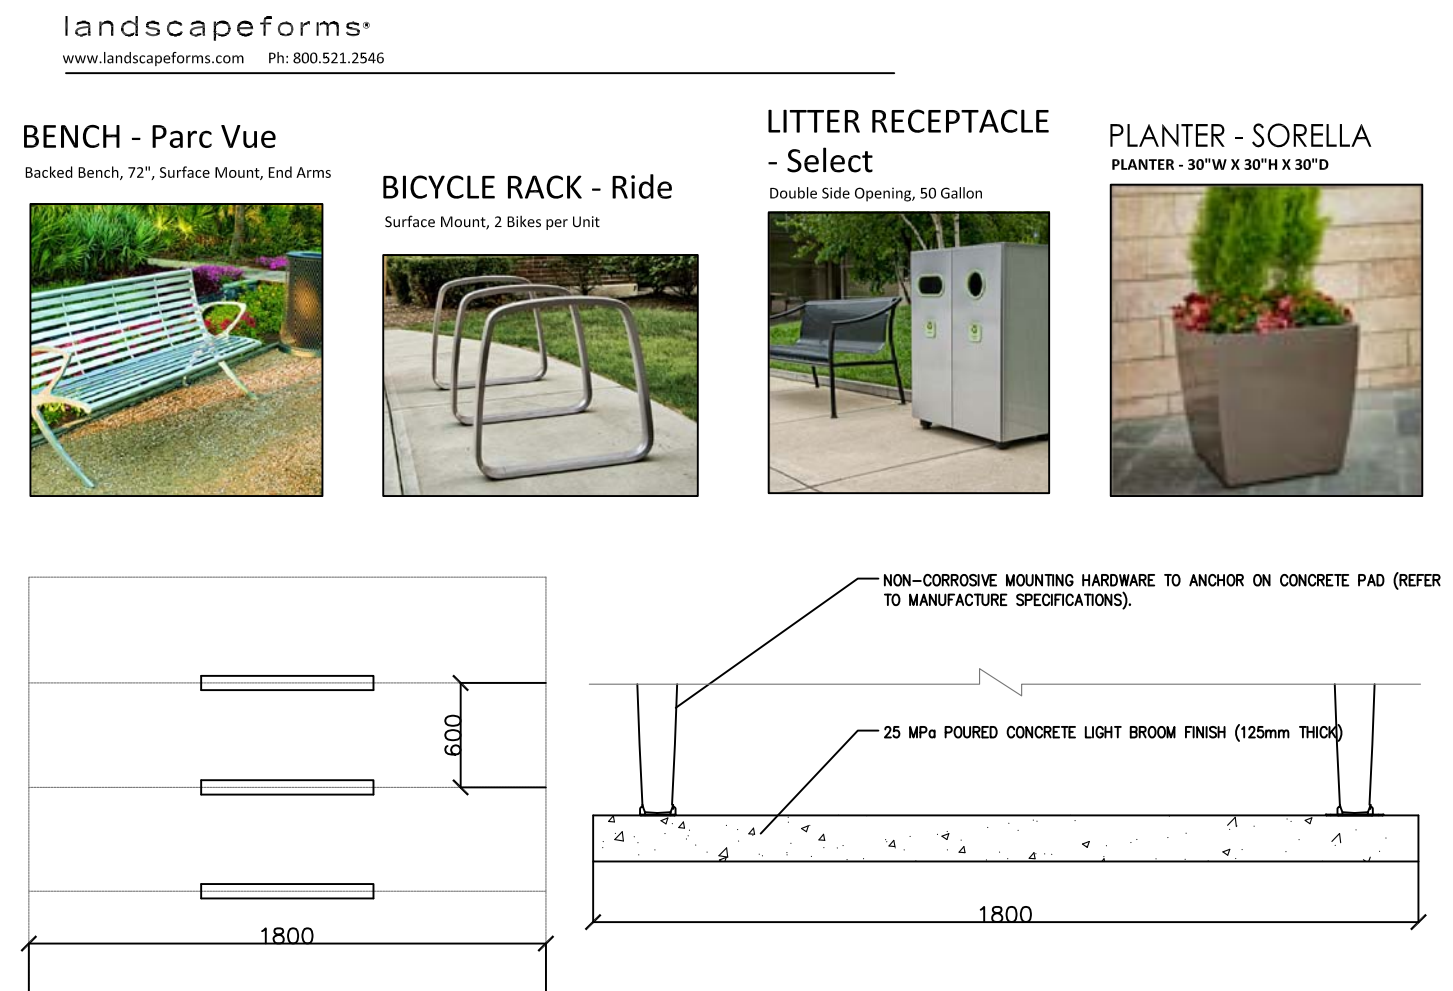 landscapeforms®
www.landscapeforms.com Ph: 800.521.2546
BENCH - Parc Vue
Backed Bench, 72", Surface Mount, End Arms
BICYCLE RACK - Ride
Surface Mount, 2 Bikes per Unit
LITTER RECEPTACLE
- Select
Double Side Opening, 50 Gallon
PLANTER - SORELLA
PLANTER - 30"W X 30"H X 30"D
600
1800
NON-CORROSIVE MOUNTING HARDWARE TO ANCHOR ON CONCRETE PAD (REFER
TO MANUFACTURE SPECIFICATIONS).
25 MPa POURED CONCRETE LIGHT BROOM FINISH (125mm THICK)
1800